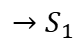 → S₁